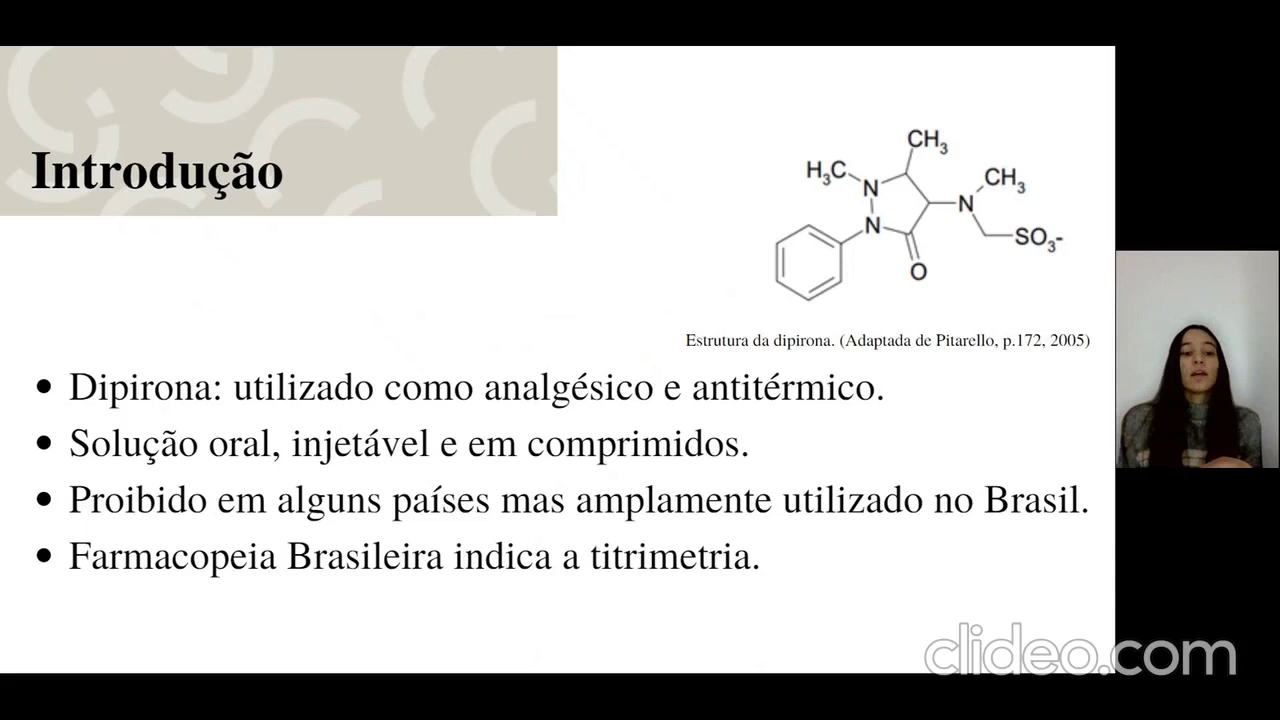 Introdução
CH₃
H₃C
N
CH₃
N
N
SO₃-
O
Estrutura da dipirona. (Adaptada de Pitarello, p.172, 2005)
• Dipirona: utilizado como analgésico e antitérmico.
• Solução oral, injetável e em comprimidos.
• Proibido em alguns países mas amplamente utilizado no Brasil.
• Farmacopeia Brasileira indica a titrimetria.
clideo.com